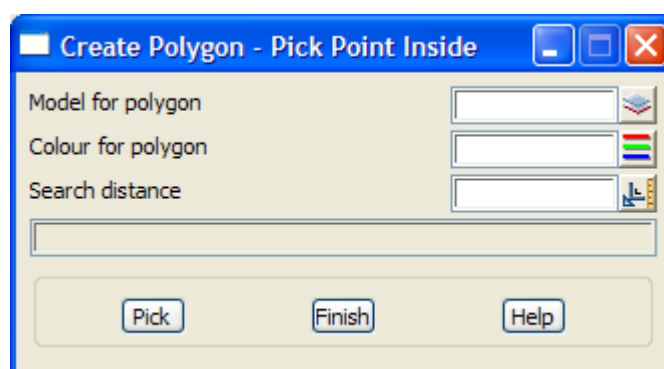 Create Polygon - Pick Point Inside
Model for polygon
Colour for polygon
Search distance
Pick Finish Help